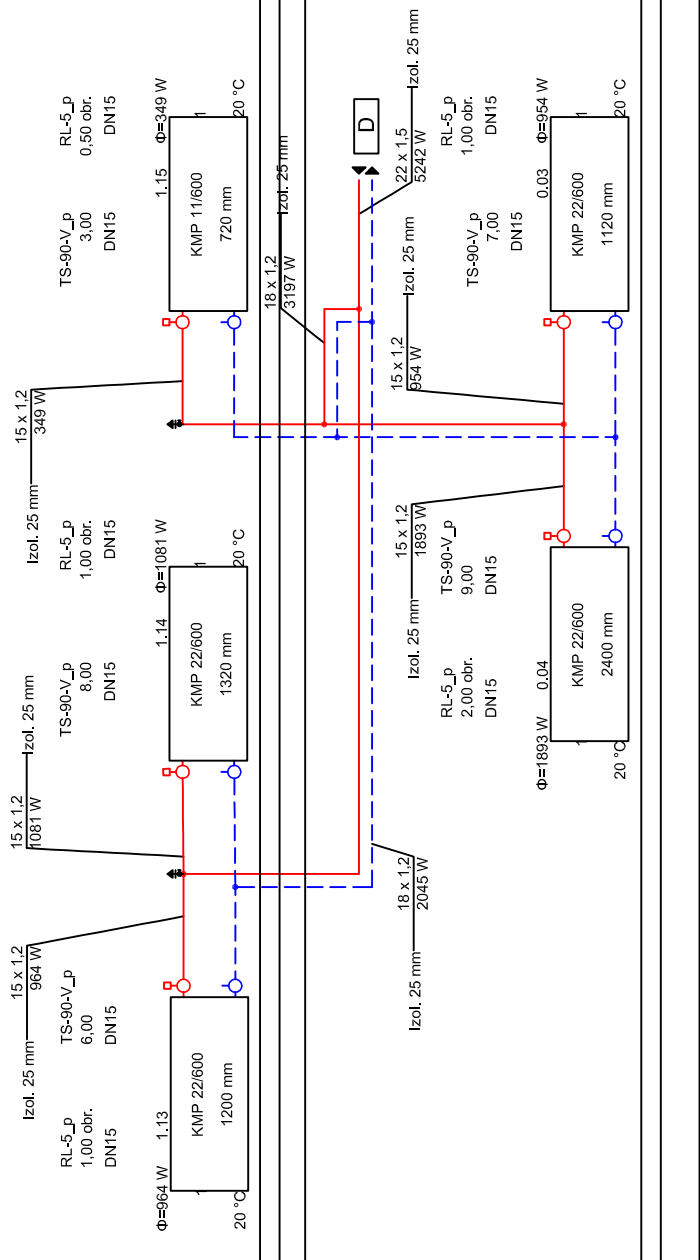 RL-5_p
1,00 obr.
DN15
TS-90-V_p
6,00
DN15
Φ=964 W
1.13
KMP 22/600
1200 mm
1
20 °C
15 x 1,2
964 W
Izol. 25 mm
15 x 1,2
1081 W
Izol. 25 mm
TS-90-V_p
8,00
DN15
RL-5_p
1,00 obr.
DN15
1.14
Φ=1081 W
KMP 22/600
1320 mm
1
20 °C
15 x 1,2
349 W
Izol. 25 mm
TS-90-V_p
3,00
DN15
RL-5_p
0,50 obr.
DN15
1.15
Φ=349 W
KMP 11/600
720 mm
1
20 °C
18 x 1,2
3197 W
Izol. 25 mm
D
22 x 1,5
5242 W
Izol. 25 mm
18 x 1,2
2045 W
Izol. 25 mm
15 x 1,2
1893 W
Izol. 25 mm
15 x 1,2
954 W
Izol. 25 mm
RL-5_p
2,00 obr.
DN15
TS-90-V_p
9,00
DN15
Φ=1893 W
0.04
KMP 22/600
2400 mm
1
20 °C
TS-90-V_p
7,00
DN15
RL-5_p
1,00 obr.
DN15
0.03
Φ=954 W
KMP 22/600
1120 mm
1
20 °C